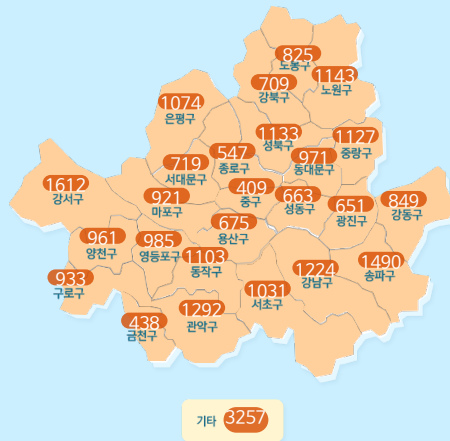 825
노봉구
1143
노원구
709
강북구
1074
은평구
1133
성북구
1127
중랑구
547
종로구
971
동대문구
719
서대문구
1612
강서구
921
마포구
409
중구
663
성동구
651
광진구
849
강동구
675
용산구
961
양천구
985
영등포구
1103
동작구
1490
송파구
1224
강남구
933
구로구
1031
서초구
1292
관악구
438
금천구
기타 3257